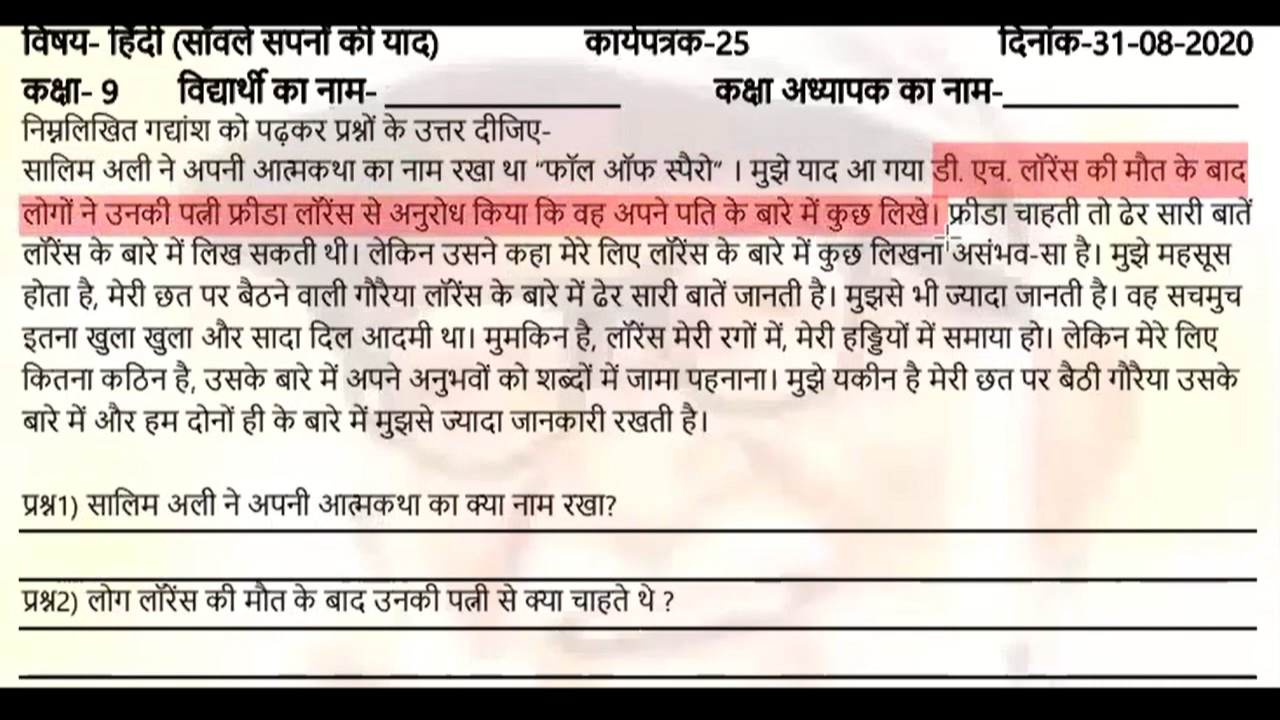 विषय- हिंदी (साँवले सपनों की याद) कार्यपत्रक-25 दिनांक-31-08-2020
कक्षा- 9 विद्यार्थी का नाम- ______________ कक्षा अध्यापक का नाम-______________
निम्नलिखित गद्यांश को पढ़कर प्रश्नों के उत्तर दीजिए-
सालिम अली ने अपनी आत्मकथा का नाम रखा था “फॉल ऑफ स्पैरो” । मुझे याद आ गया डी. एच. लॉरेंस की मौत के बाद
लोगों ने उनकी पत्नी फ्रीडा लॉरेंस से अनुरोध किया कि वह अपने पति के बारे में कुछ लिखे। फ्रीडा चाहती तो ढेर सारी बातें
लॉरेंस के बारे में लिख सकती थी। लेकिन उसने कहा मेरे लिए लॉरेंस के बारे में कुछ लिखना असंभव-सा है। मुझे महसूस
होता है, मेरी छत पर बैठने वाली गौरैया लॉरेंस के बारे में ढेर सारी बातें जानती है। मुझसे भी ज्यादा जानती है। वह सचमुच
इतना खुला खुला और सादा दिल आदमी था। मुमकिन है, लॉरेंस मेरी रगों में, मेरी हड्डियों में समाया हो। लेकिन मेरे लिए
कितना कठिन है, उसके बारे में अपने अनुभवों को शब्दों में जामा पहनाना। मुझे यकीन है मेरी छत पर बैठी गौरैया उसके
बारे में और हम दोनों ही के बारे में मुझसे ज्यादा जानकारी रखती है।
प्रश्न1) सालिम अली ने अपनी आत्मकथा का क्या नाम रखा?
प्रश्न2) लोग लॉरेंस की मौत के बाद उनकी पत्नी से क्या चाहते थे ?